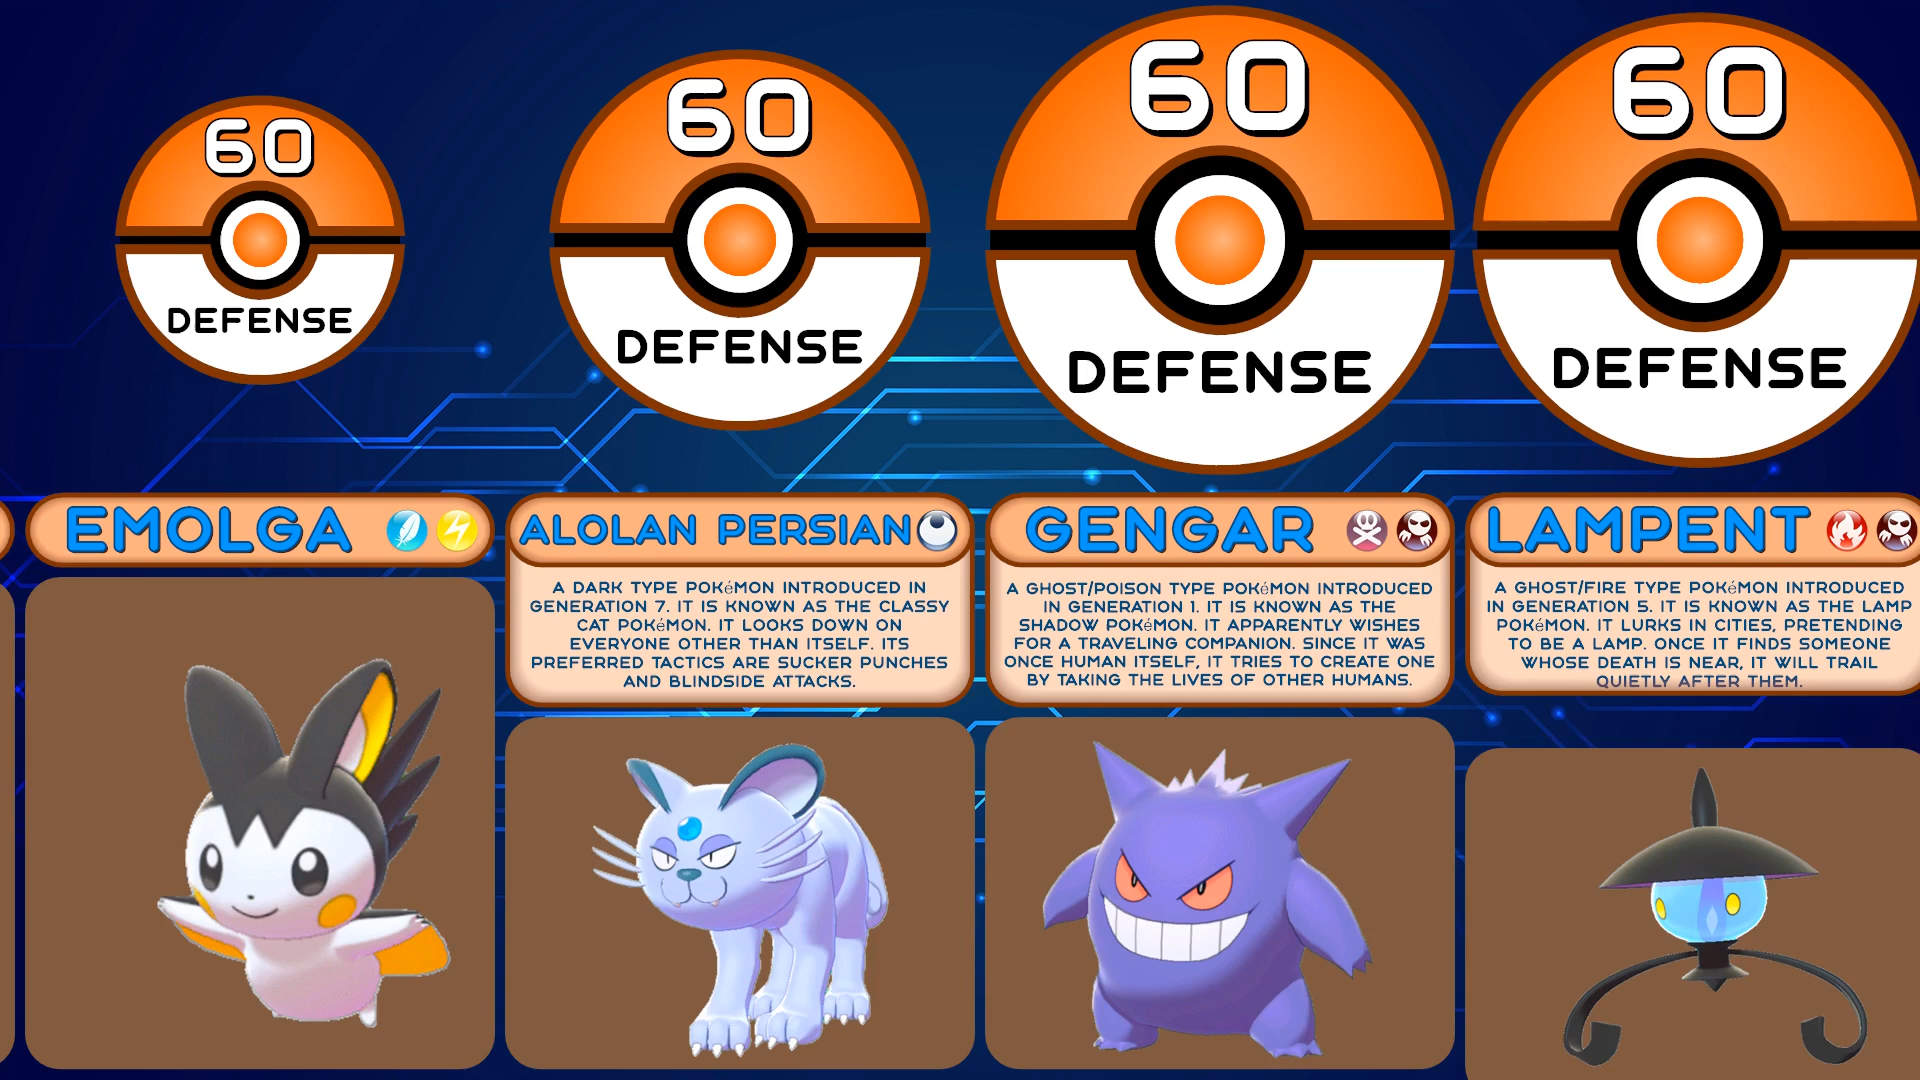 60
DEFENSE
60
DEFENSE
60
DEFENSE
60
DEFENSE
EMOLGA
ALOLAN PERSIAN
A DARK TYPE POKéMON INTRODUCED IN
GENERATION 7. IT IS KNOWN AS THE CLASSY
CAT POKéMON. IT LOOKS DOWN ON
EVERYONE OTHER THAN ITSELF. ITS
PREFERRED TACTICS ARE SUCKER PUNCHES
AND BLINDSIDE ATTACKS.
GENGAR
A GHOST/POISON TYPE POKéMON INTRODUCED
IN GENERATION 1. IT IS KNOWN AS THE
SHADOW POKéMON. IT APPARENTLY WISHES
FOR A TRAVELING COMPANION. SINCE IT WAS
ONCE HUMAN ITSELF, IT TRIES TO CREATE ONE
BY TAKING THE LIVES OF OTHER HUMANS.
LAMPENT
A GHOST/FIRE TYPE POKéMON INTRODUCED
IN GENERATION 5. IT IS KNOWN AS THE LAMP
POKéMON. IT LURKS IN CITIES, PRETENDING
TO BE A LAMP. ONCE IT FINDS SOMEONE
WHOSE DEATH IS NEAR, IT WILL TRAIL
QUIETLY AFTER THEM.